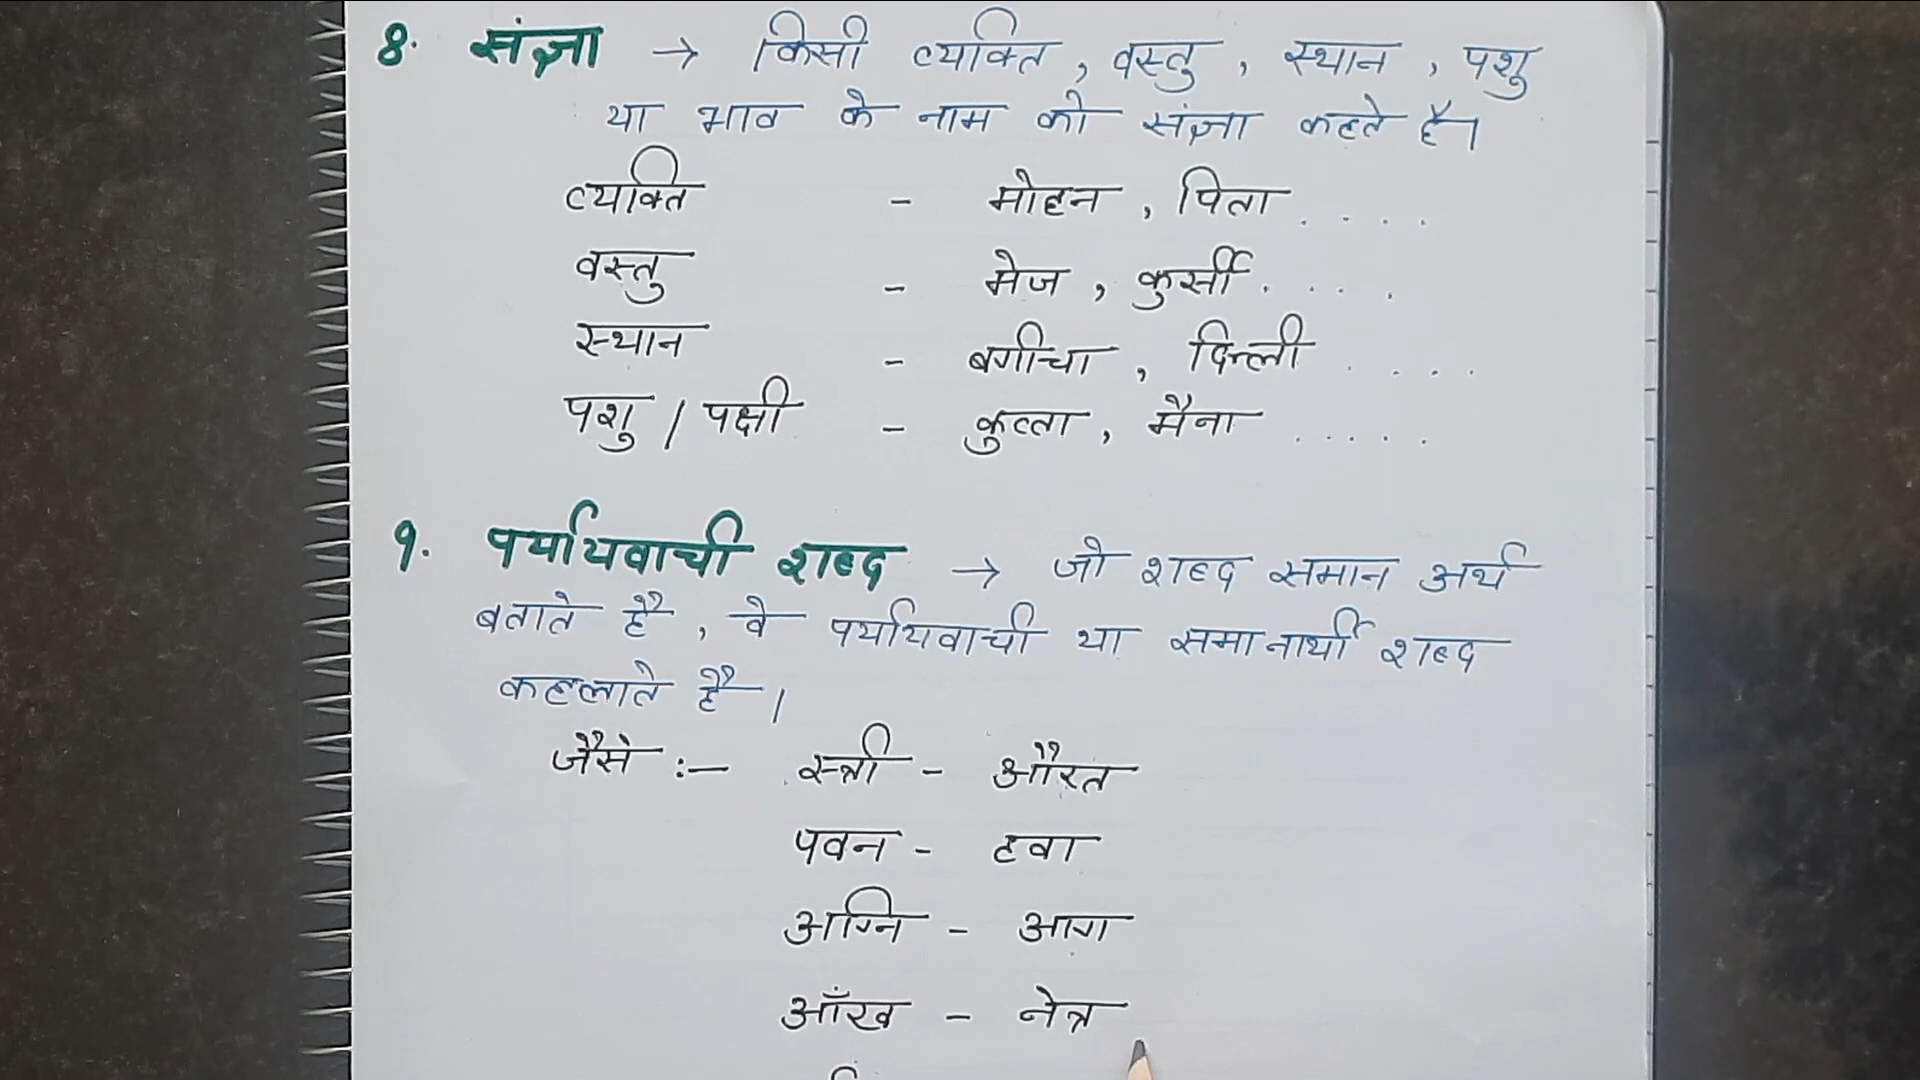 8. संज्ञा → किसी व्यक्ति, वस्तु, स्थान, पशु
या भाव के नाम को संज्ञा कहते हैं।
व्यक्ति - मोहन, पिता ....
वस्तु - मेज, कुर्सी ....
स्थान - बगीचा, दिल्ली ....
पशु / पक्षी - कुत्ता, मैना .....
9. पर्यायवाची शब्द → जो शब्द समान अर्थ
बताते हैं, वे पर्यायवाची या समानार्थी शब्द
कहलाते हैं।
जैसे :- स्त्री - औरत
पवन - हवा
अग्नि - आग
आँख - नेत्र